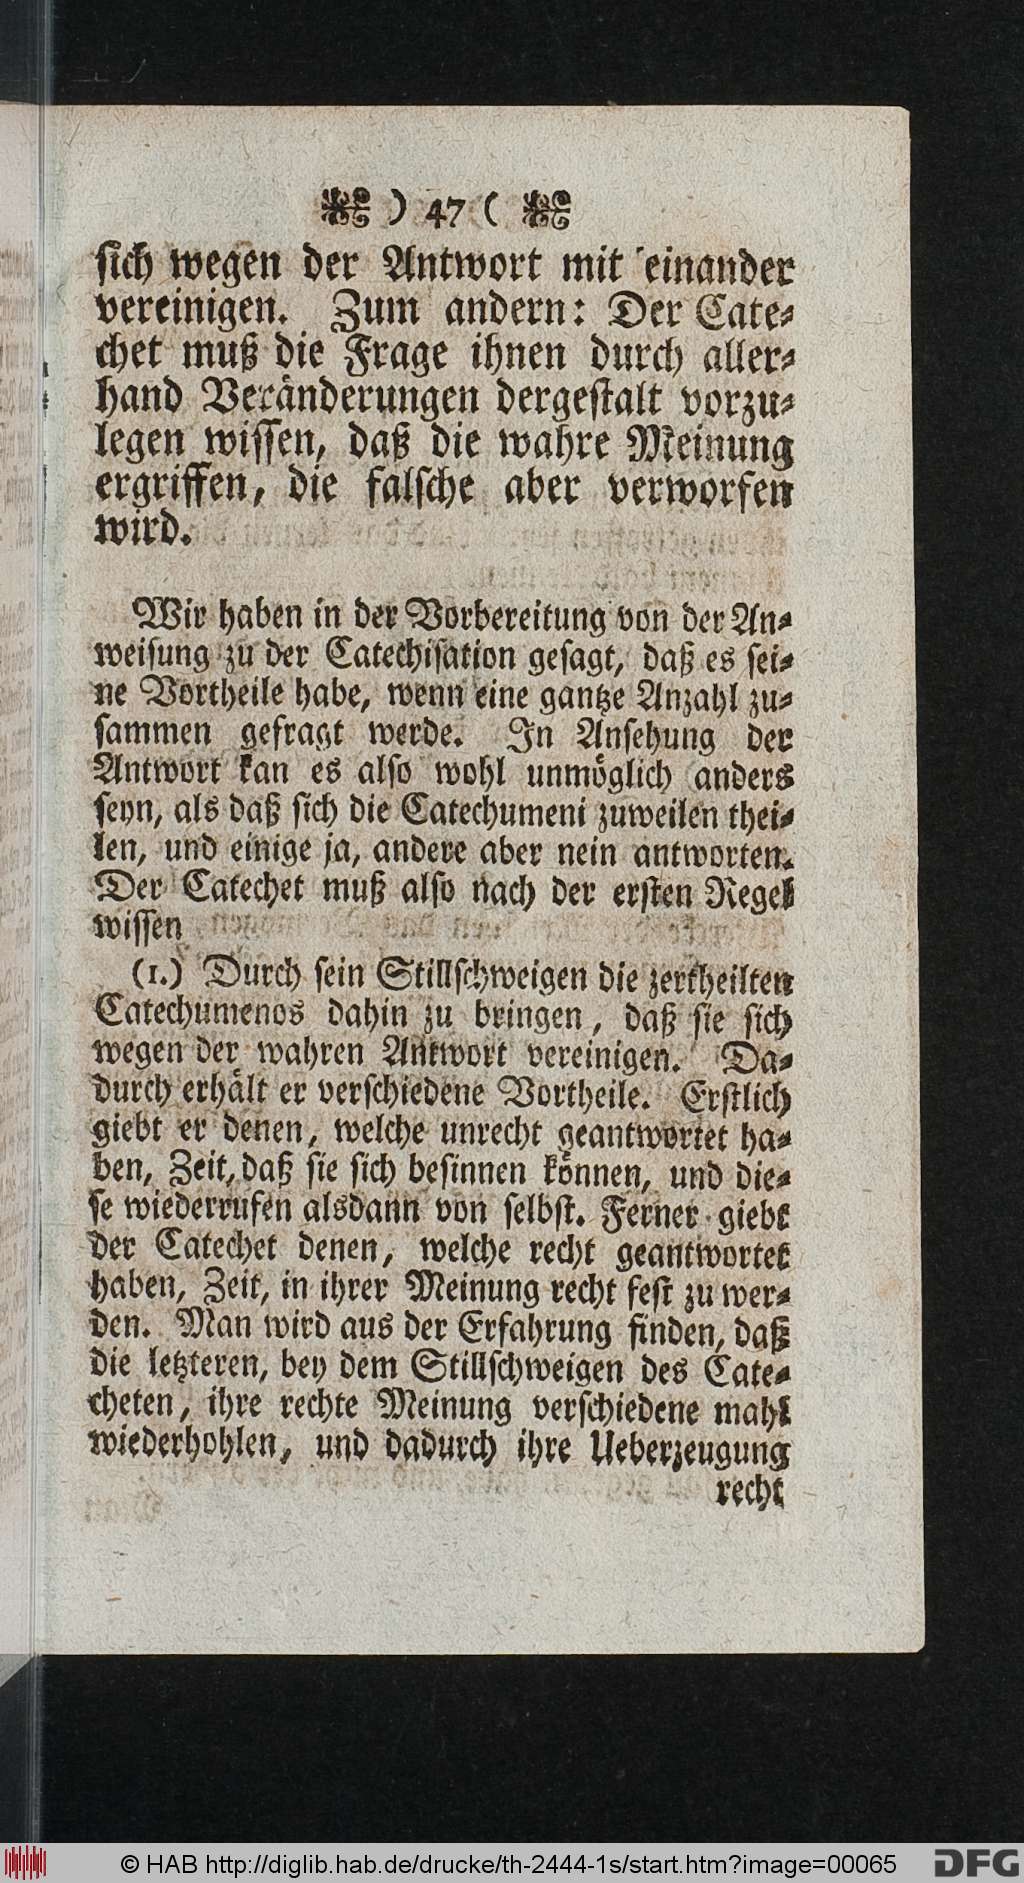 ) 47 (
sich wegen der Antwort mit einander
vereinigen. Zum andern: Der Cate-
chet muß die Frage ihnen durch aller-
hand Veränderungen dergestalt vorzu-
legen wissen, daß die wahre Meinung
ergriffen, die falsche aber verworfen
wird.
Wir haben in der Vorbereitung von der An-
weisung zu der Catechisation gesagt, daß es sei-
ne Vortheile habe, wenn eine gantze Anzahl zu-
sammen gefragt werde. In Ansehung der
Antwort kan es also wohl unmöglich anders
seyn, als daß sich die Catechumeni zuweilen thei-
len, und einige ja, andere aber nein antworten.
Der Catechet muß also nach der ersten Regel
wissen
(1.) Durch sein Stillschweigen die zertheilten
Catechumenos dahin zu bringen, daß sie sich
wegen der wahren Antwort vereinigen. Da-
durch erhält er verschiedene Vortheile. Erstlich
giebt er denen, welche unrecht geantwortet ha-
ben, Zeit, daß sie sich besinnen können, und die-
se wiederrufen alsdann von selbst. Ferner giebt
der Catechet denen, welche recht geantwortet
haben, Zeit, in ihrer Meinung recht fest zu wer-
den. Man wird aus der Erfahrung finden, daß
die letzteren, bey dem Stillschweigen des Cate-
cheten, ihre rechte Meinung verschiedene mahl
wiederhohlen, und dadurch ihre Ueberzeugung
recht
© HAB http://diglib.hab.de/drucke/th-2444-1s/start.htm?image=00065
DFG